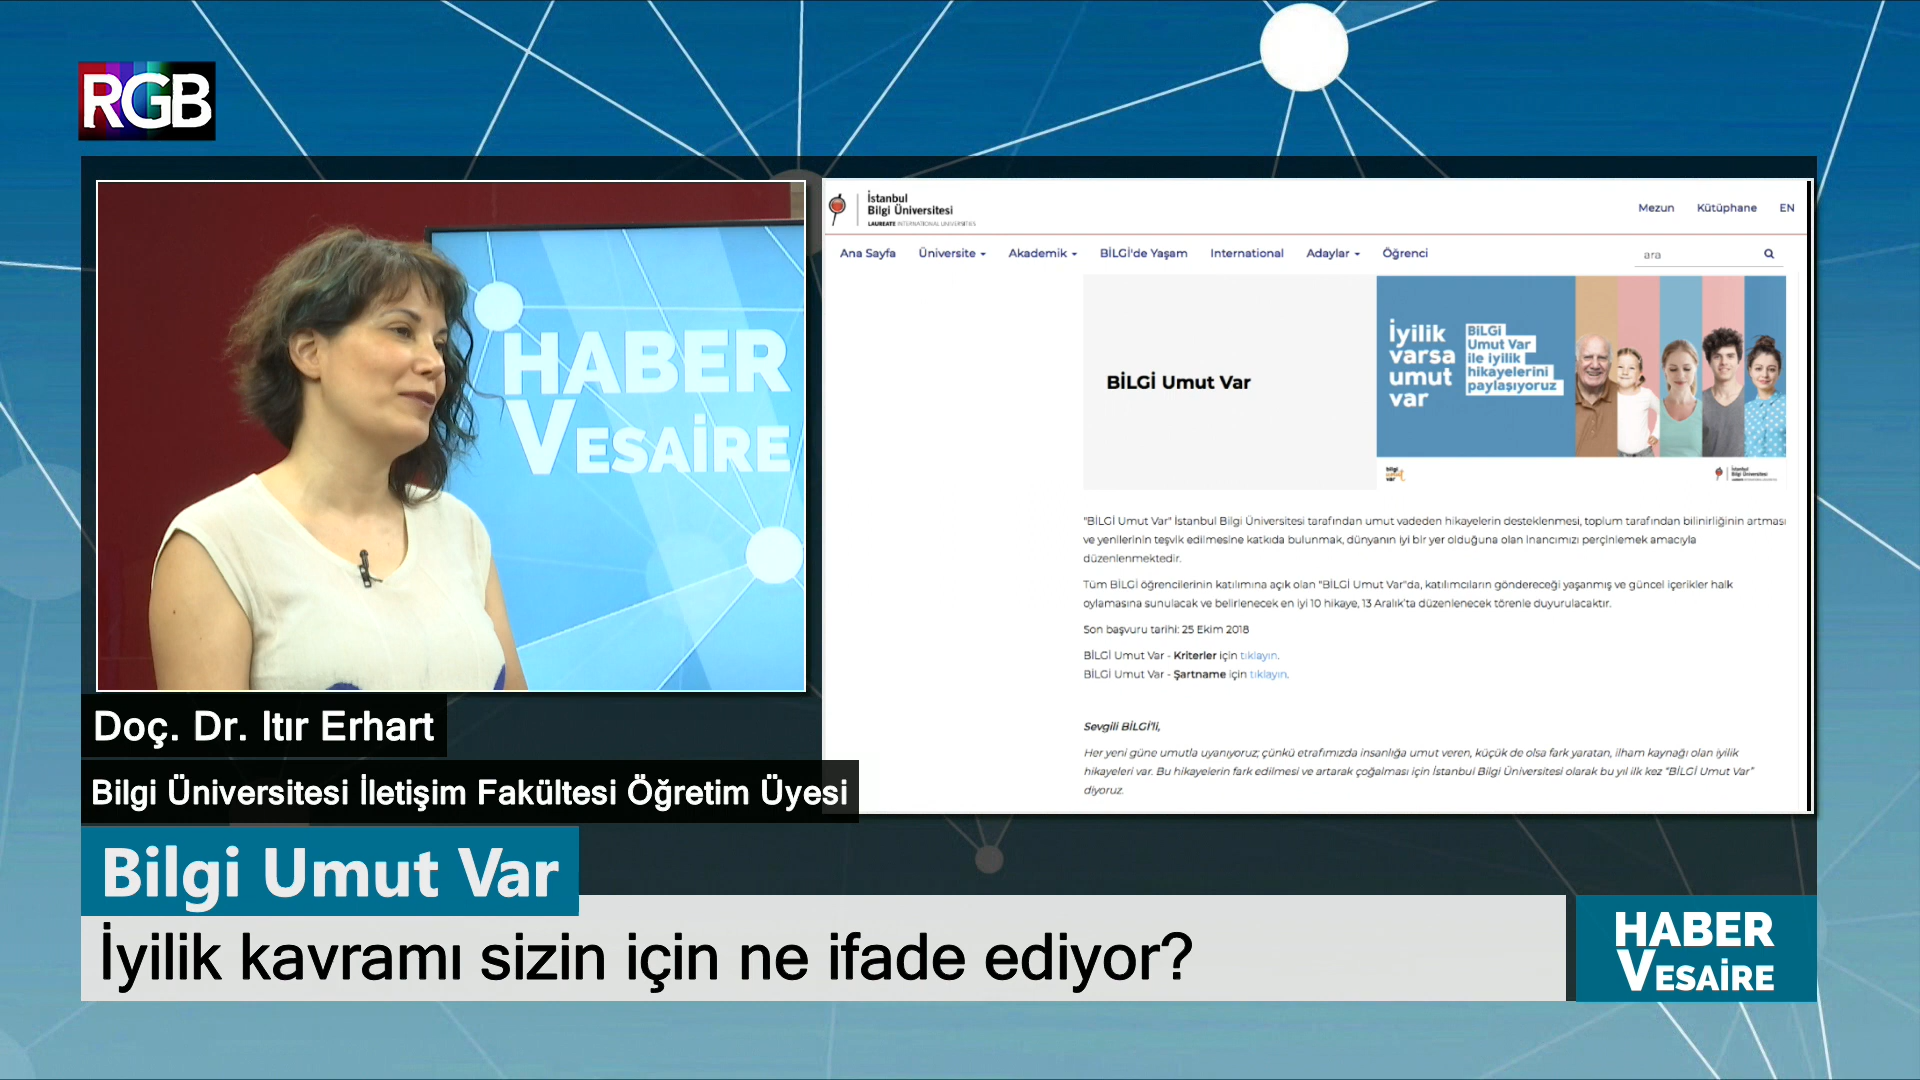 RGB
HABER
VESAİRE
İstanbul
Bilgi Üniversitesi
LAUREATE INTERNATIONAL UNIVERSITIES
Mezun Kütüphane EN
Ana Sayfa Üniversite Akademik BİLGİ'de Yaşam International Adaylar Öğrenci ara
BİLGİ Umut Var
İyilik
varsa
umut
var
BİLGİ
Umut Var
ile iyilik
hikayelerini
paylaşıyoruz
bilgi
umut
var
İstanbul
Bilgi Üniversitesi
"BİLGİ Umut Var" İstanbul Bilgi Üniversitesi tarafından umut vadeden hikayelerin desteklenmesi, toplum tarafından bilinirliğinin artması
ve yenilerinin teşvik edilmesine katkıda bulunmak, dünyanın iyi bir yer olduğuna olan inancımızı perçinlemek amacıyla
düzenlenmektedir.
Tüm BİLGİ öğrencilerinin katılımına açık olan "BİLGİ Umut Var"da, katılımcıların göndereceği yaşanmış ve güncel içerikler halk
oylamasına sunulacak ve belirlenecek en iyi 10 hikaye, 13 Aralık'ta düzenlenecek törenle duyurulacaktır.
Son başvuru tarihi: 25 Ekim 2018
BİLGİ Umut Var - Kriterler için tıklayın.
BİLGİ Umut Var - Şartname için tıklayın.
Sevgili BİLGİ'li,
Her yeni güne umutla uyanıyoruz; çünkü etrafımızda insanlığa umut veren, küçük de olsa fark yaratan, ilham kaynağı olan iyilik
hikayeleri var. Bu hikayelerin fark edilmesi ve artarak çoğalması için İstanbul Bilgi Üniversitesi olarak bu yıl ilk kez "BİLGİ Umut Var"
diyoruz.
Doç. Dr. Itır Erhart
Bilgi Üniversitesi İletişim Fakültesi Öğretim Üyesi
Bilgi Umut Var
İyilik kavramı sizin için ne ifade ediyor?
HABER
VESAİRE